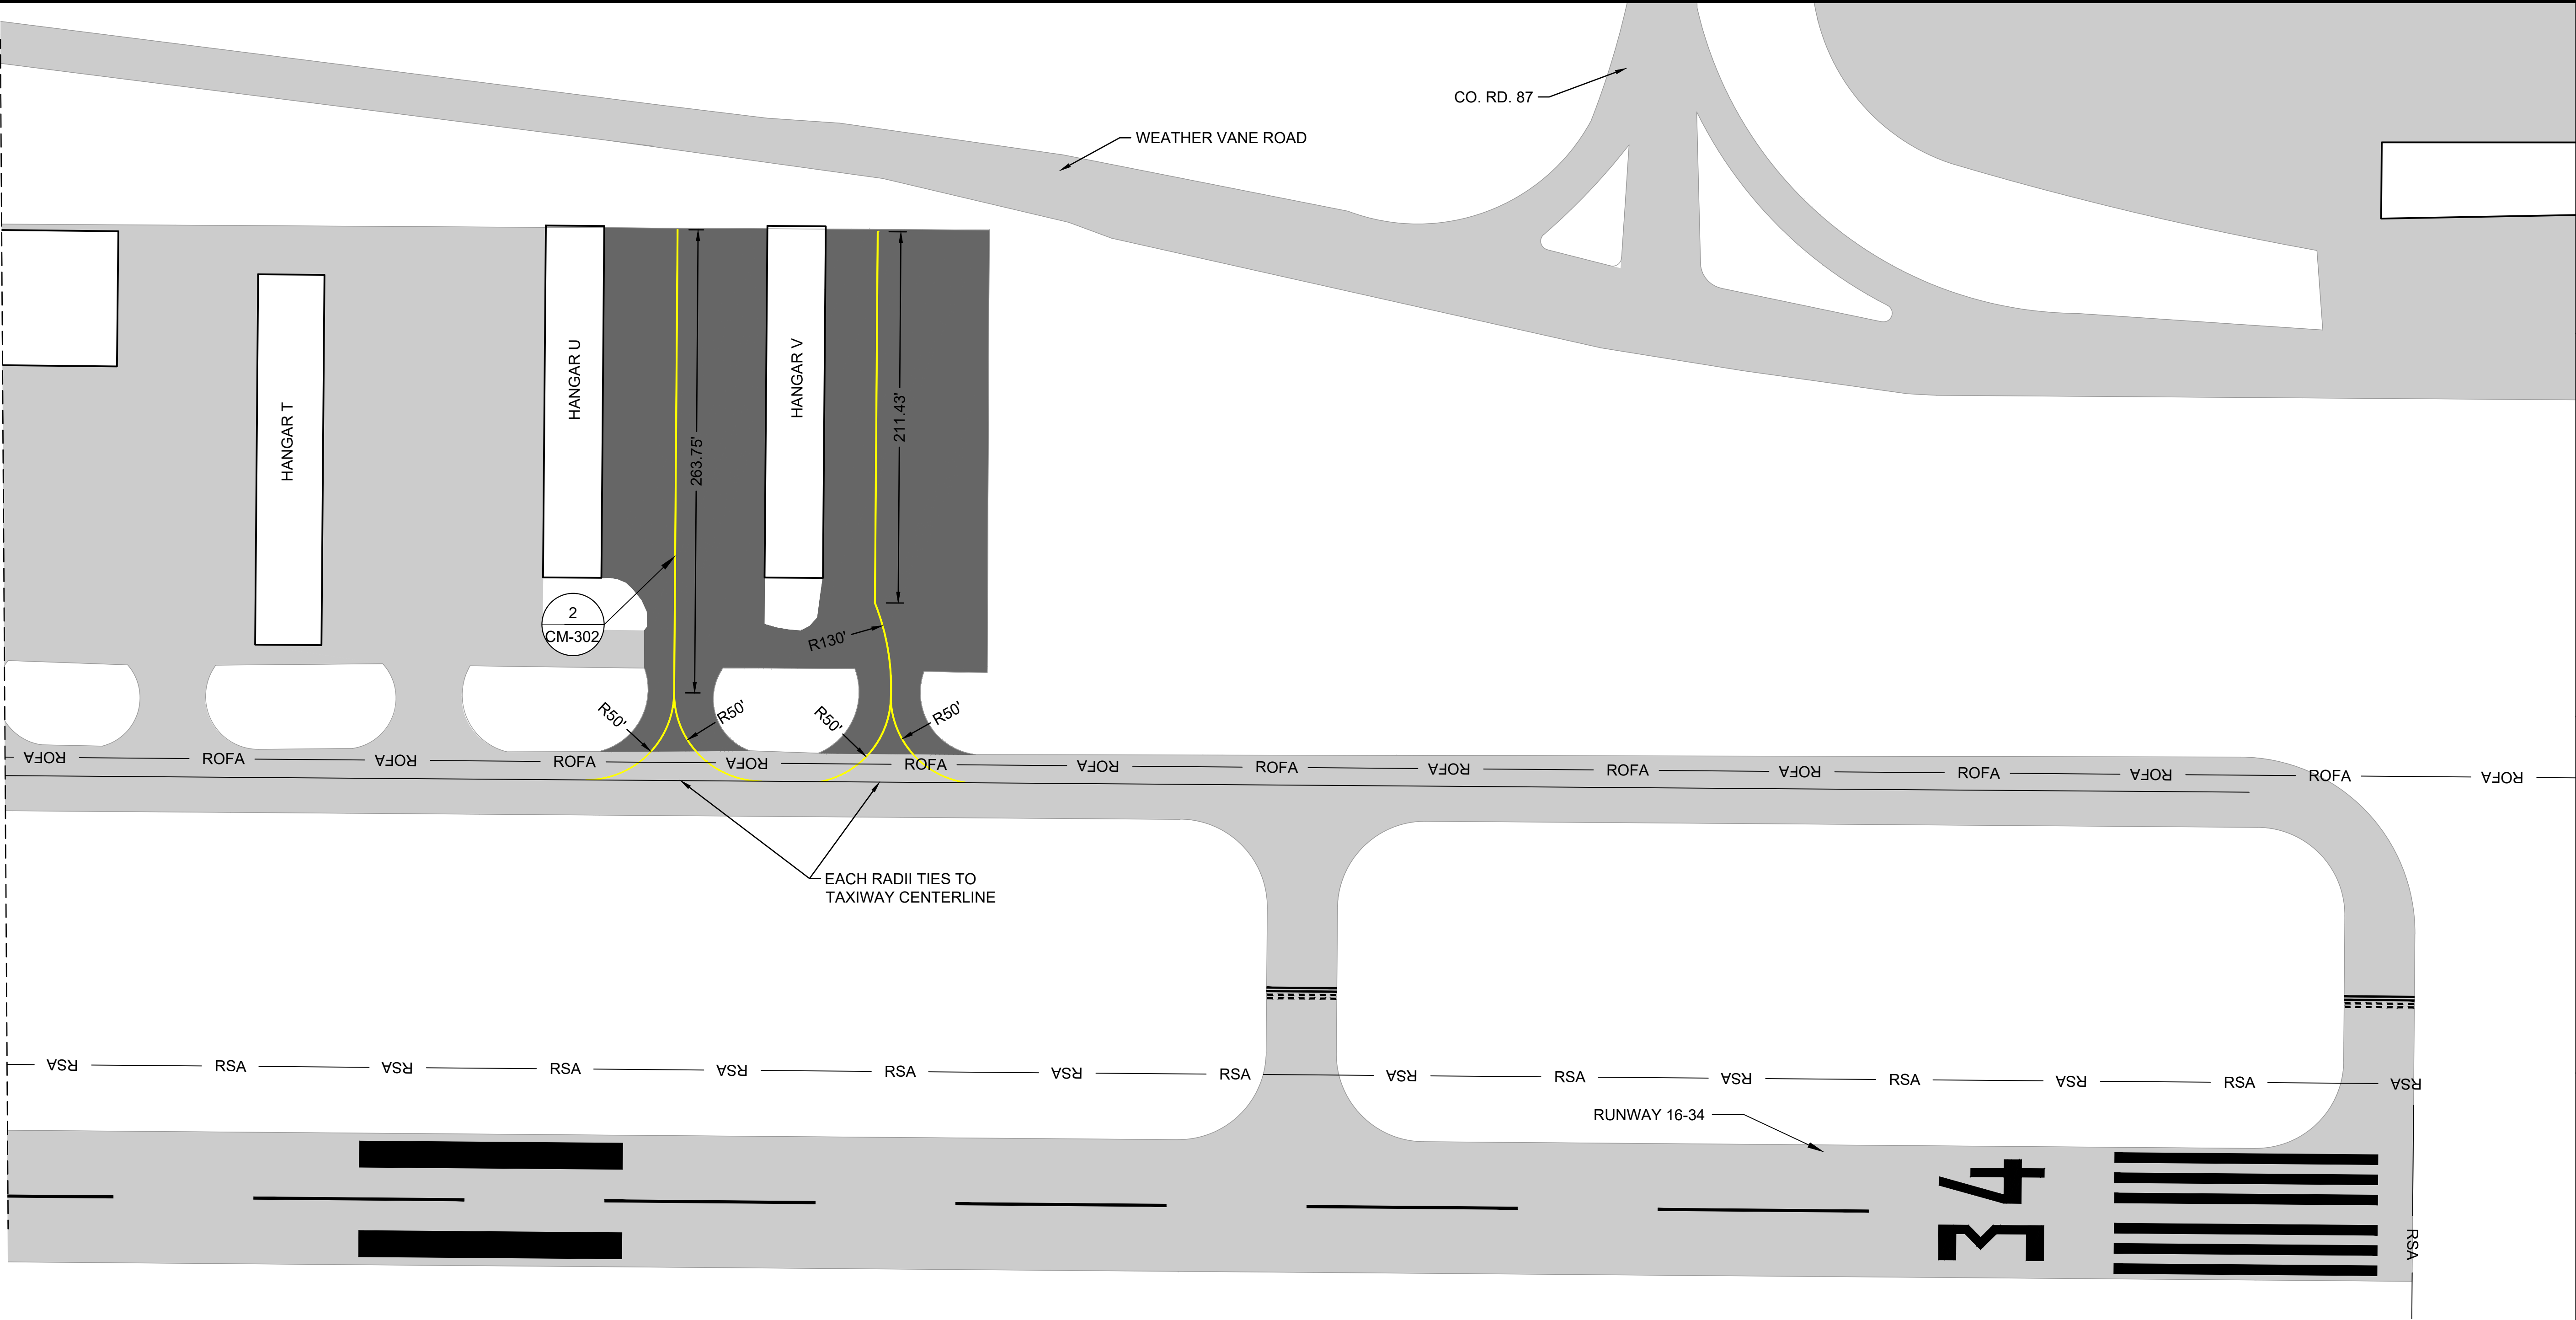 CO. RD. 87
WEATHER VANE ROAD
HANGAR T
HANGAR U
HANGAR V
263.75'
211.43'
2
CM-302
R130'
R50'
R50'
R50'
R50'
ROFA ROFA ROFA ROFA ROFA ROFA ROFA ROFA ROFA ROFA ROFA ROFA ROFA ROFA ROFA
EACH RADII TIES TO
TAXIWAY CENTERLINE
RSA RSA RSA RSA RSA RSA RSA RSA RSA RSA RSA RSA RSA RSA RSA
RUNWAY 16-34
34
RSA